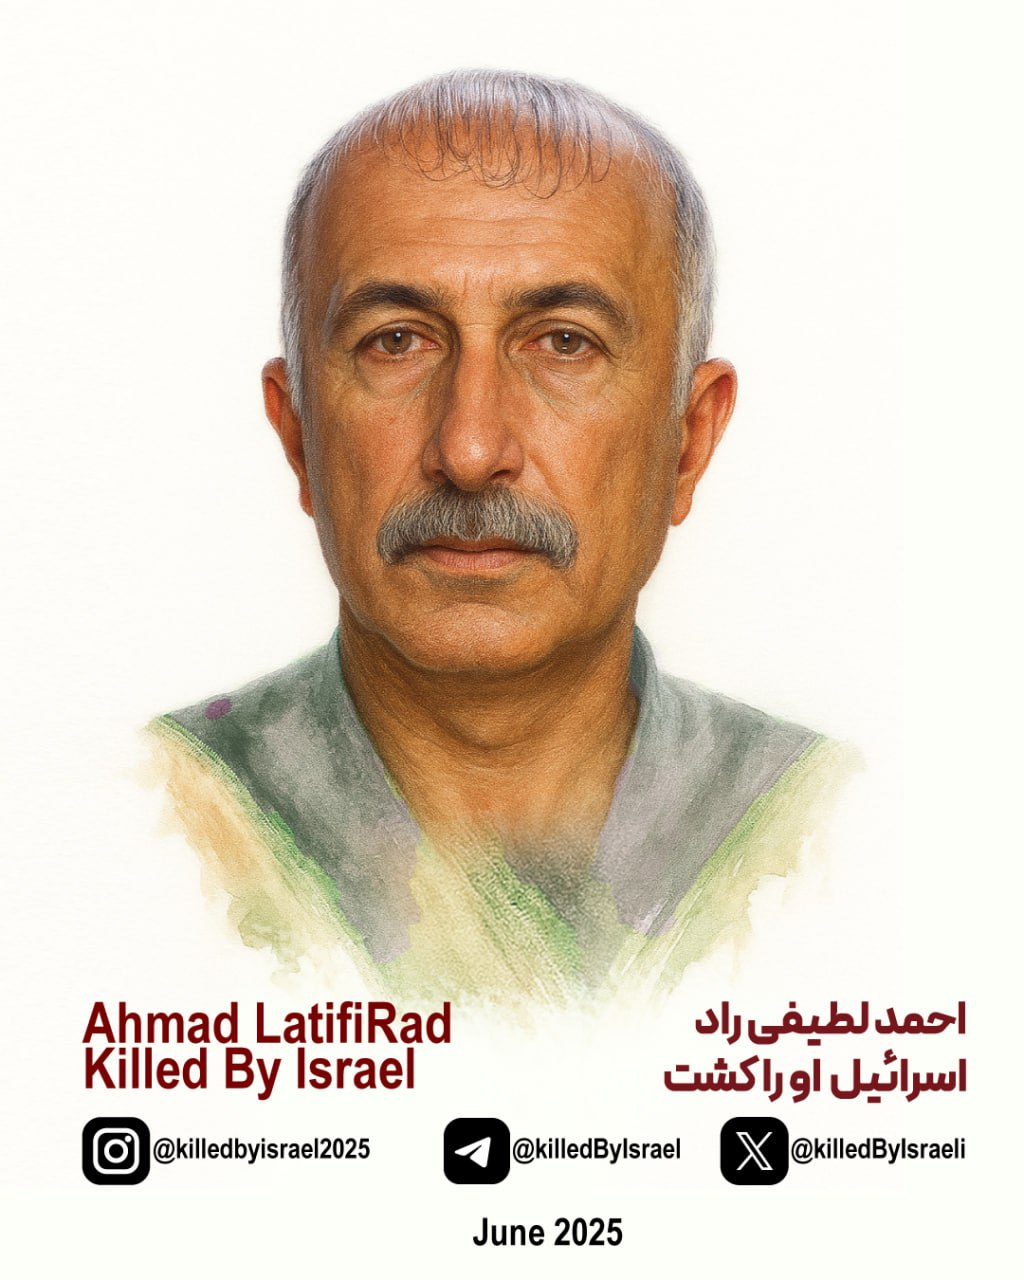 Ahmad LatifiRad
Killed By Israel
احمد لطیفی راد
اسرائیل او را کشت
@killedbyisrael2025
@killedByIsrael
@killedByIsraeli
June 2025